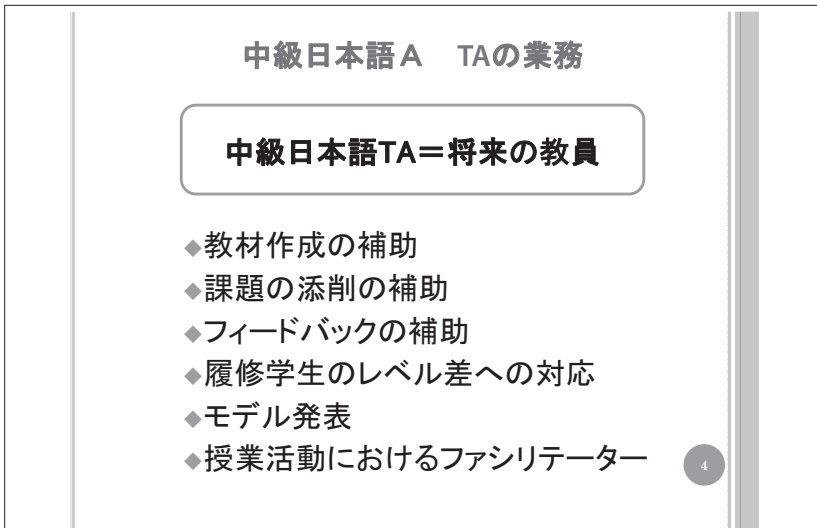 中級日本語A　TAの業務
中級日本語TA＝将来の教員
◆教材作成の補助
◆課題の添削の補助
◆フィードバックの補助
◆履修学生のレベル差への対応
◆モデル発表
◆授業活動におけるファシリテーター
4